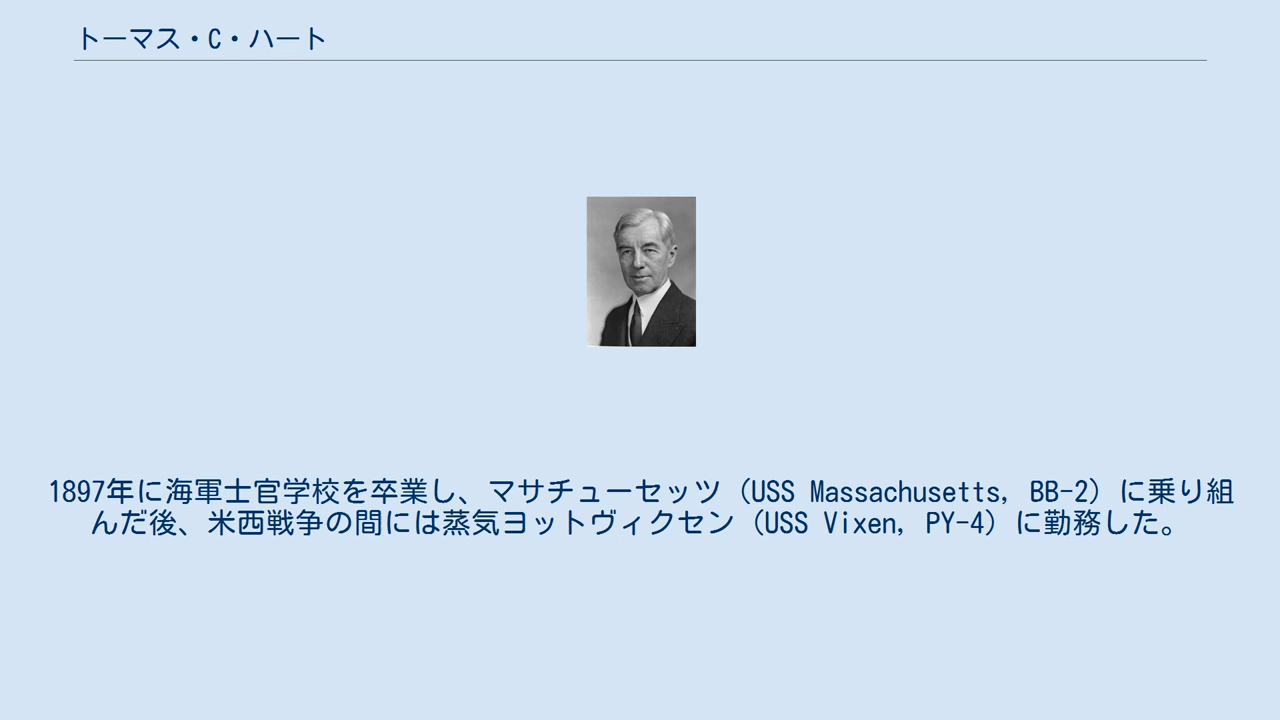 トーマス・C・ハート
1897年に海軍士官学校を卒業し、マサチューセッツ（USS Massachusetts, BB-2）に乗り組
んだ後、米西戦争の間には蒸気ヨットヴィクセン（USS Vixen, PY-4）に勤務した。